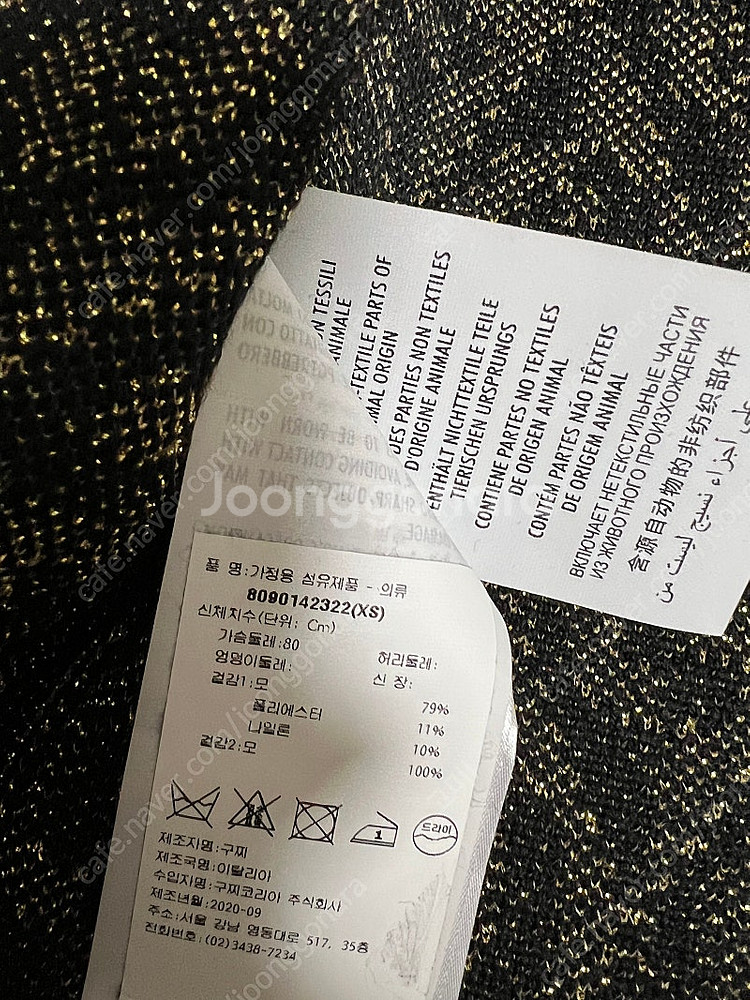 N TESSILI
ANIMALE
-TEXTILE PARTS OF
MAL ORIGIN
DES PARTIES NON TEXTILES
D'ORIGINE ANIMALE
ENTHÄLT NICHTTEXTILE TEILE
TIERISCHEN URSPRUNGS
CONTIENE PARTES NO TEXTILES
DE ORIGEN ANIMAL
CONTÉM PARTES NÃO TÊXTEIS
DE ORIGEM ANIMAL
ВКЛЮЧАЕТ НЕТЕКСТИЛЬНЫЕ ЧАСТИ
ИЗ ЖИВОТНОГО ПРОИЗХОЖДЕНИЯ
含源自动物的非纺织部件
على أجزاء نسيج ليست من
Joonggonara
품 명:가정용 섬유제품 - 의류
8090142322(XS)
신체치수(단위; Cm)
가슴둘레:80
엉덩이둘레: 허리둘레:
겉감1:모 신 장:
79%
폴리에스터 11%
나일론 10%
겉감2:모 100%
1 드라이
제조자명:구찌
제조국명:이탈리아
수입자명:구찌코리아 주식회사
제조년월:2020-09
주소:서울 강남 영동대로 517, 35층
전화번호:(02)3438-7234
cafe.naver.com/joonggonara